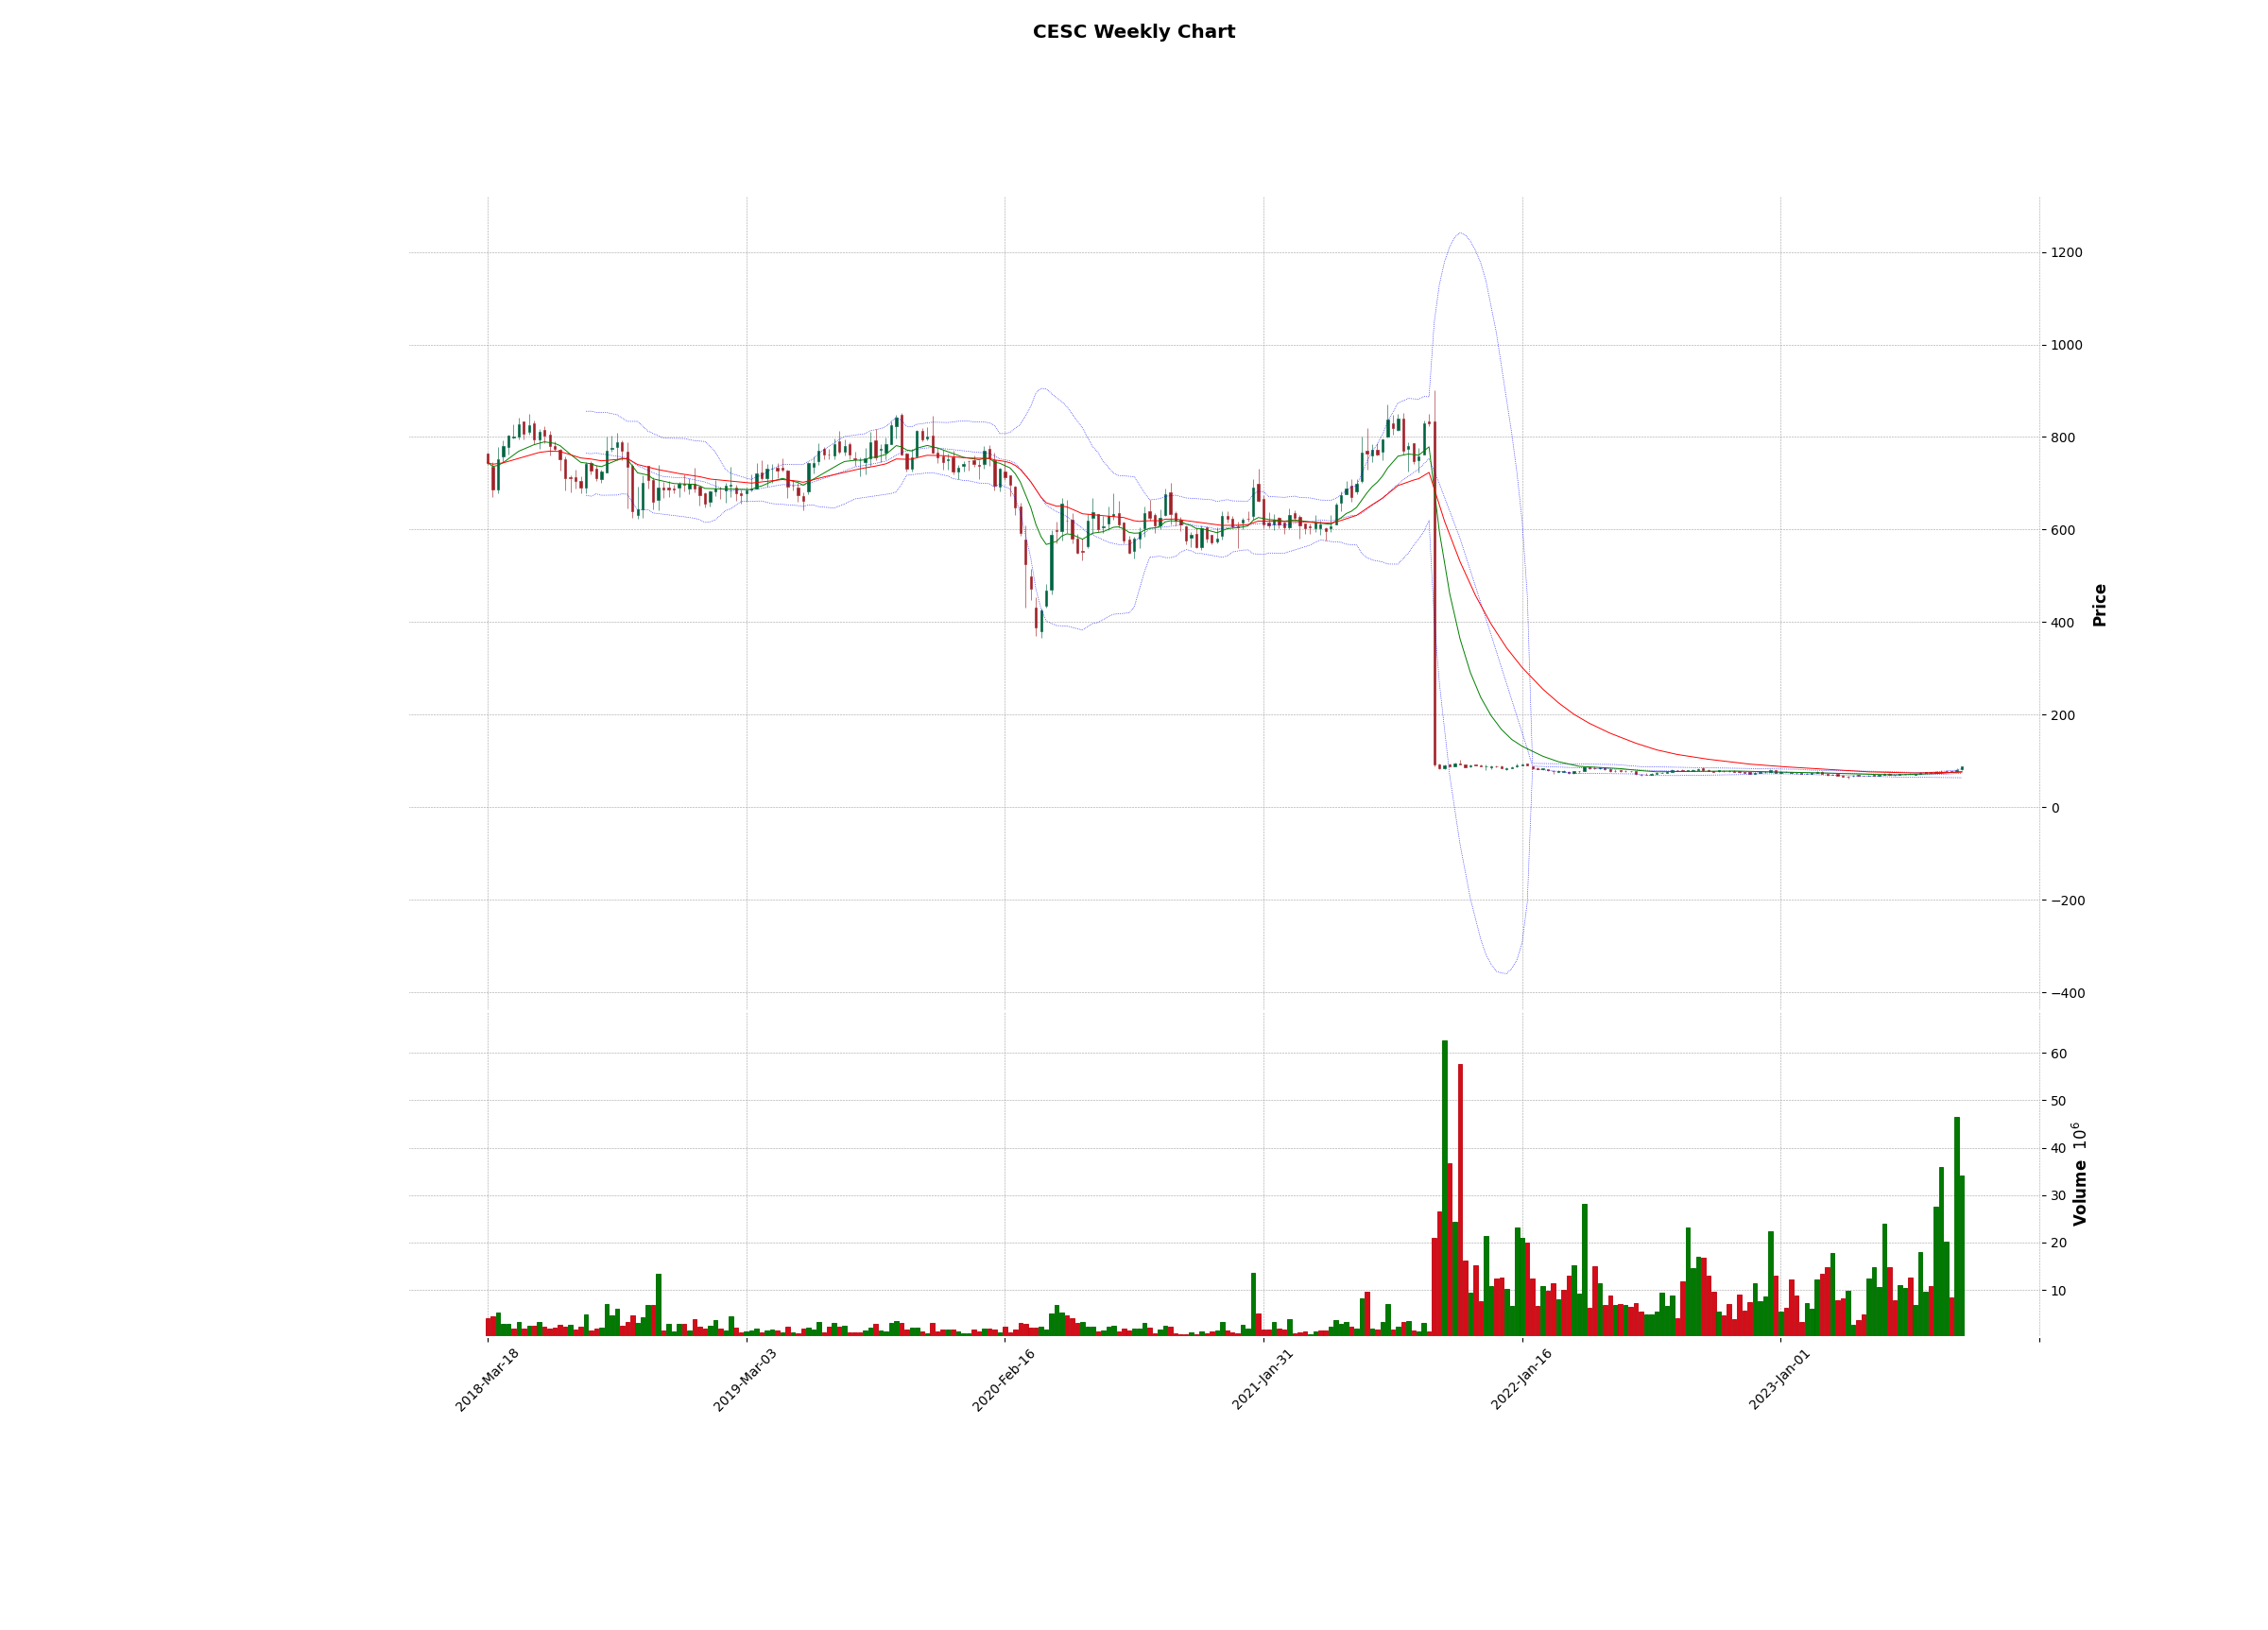 CESC Weekly Chart
1200
1000
800
600
400
200
0
−200
−400
Price
60
50
40
30
20
10
Volume 10^6
2018-Mar-18
2019-Mar-03
2020-Feb-16
2021-Jan-31
2022-Jan-16
2023-Jan-01